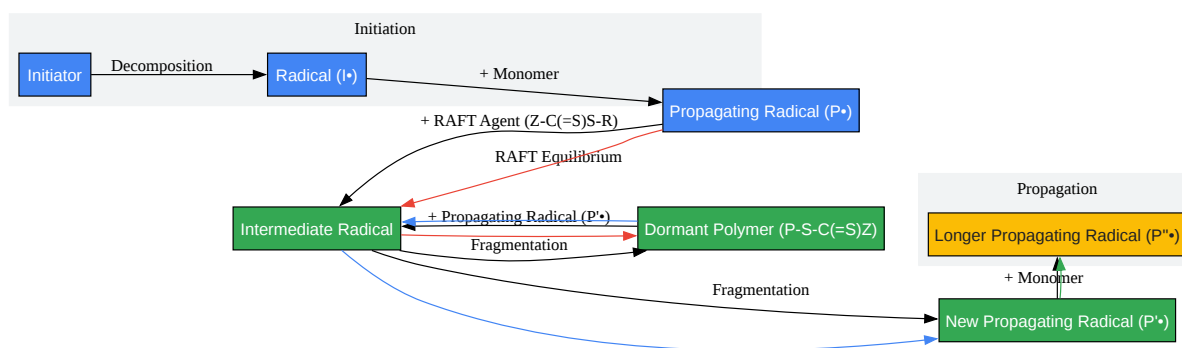 Initiation
Initiator
Decomposition
Radical (I•)
+ Monomer
Propagating Radical (P•)
+ RAFT Agent (Z-C(=S)S-R)
RAFT Equilibrium
Propagation
Intermediate Radical
+ Propagating Radical (P'•)
Dormant Polymer (P-S-C(=S)Z)
Fragmentation
Longer Propagating Radical (P''•)
+ Monomer
Fragmentation
New Propagating Radical (P'•)